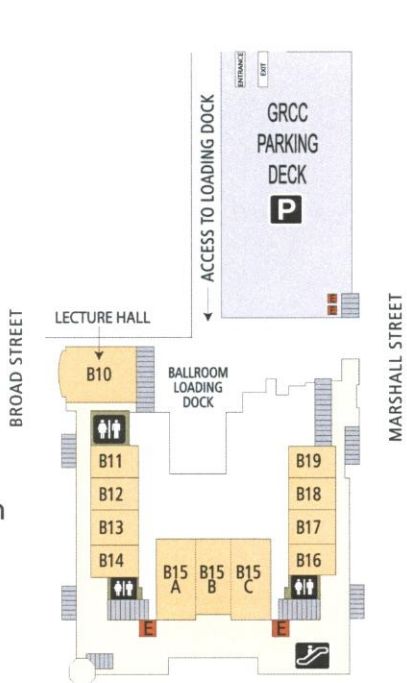 ENTRANCE
EXIT
GRCC
PARKING
DECK
P
ACCESS TO LOADING DOCK
E
E
BROAD STREET
MARSHALL STREET
LECTURE HALL
B10
BALLROOM
LOADING
DOCK
B11
B12
B13
B14
B19
B18
B17
B16
B15
A
B15
B
B15
C
E
E
n